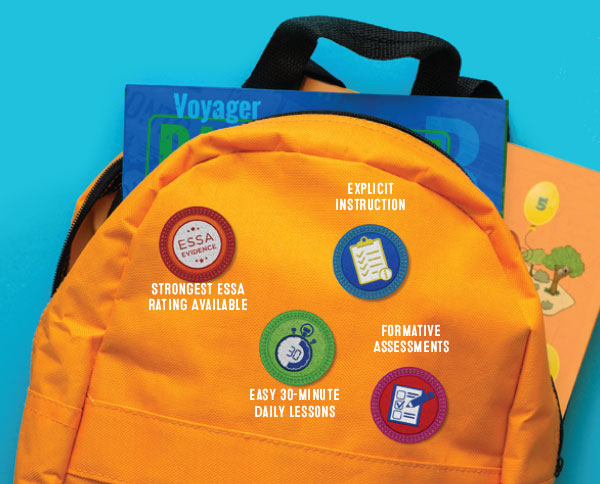 Voyager
EXPLICIT
INSTRUCTION
5
ESSA
EVIDENCE
STRONGEST ESSA
RATING AVAILABLE
30
FORMATIVE
ASSESSMENTS
EASY 30-MINUTE
DAILY LESSONS